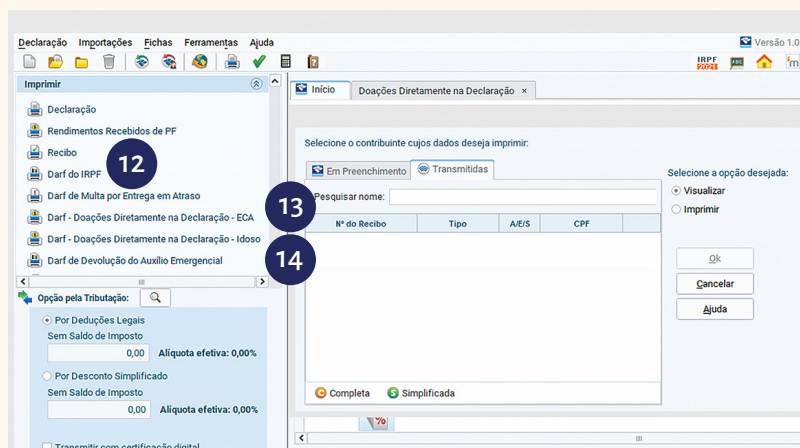 Declaração Importações Fichas Ferramentas Ajuda
Versão 1.0
IRPF
2021
ABC
Imprimir
Início
Doações Diretamente na Declaração ×
Declaração
Rendimentos Recebidos de PF
Recibo
12
Darf do IRPF
Darf de Multa por Entrega em Atraso
13
Darf - Doações Diretamente na Declaração - ECA
Darf - Doações Diretamente na Declaração - Idoso
14
Darf de Devolução do Auxílio Emergencial
Opção pela Tributação:
Por Deduções Legais
Sem Saldo de Imposto
0,00 Alíquota efetiva: 0,00%
Por Desconto Simplificado
Sem Saldo de Imposto
0,00 Alíquota efetiva: 0,00%
Transmitir com certificação digital
Selecione o contribuinte cujos dados deseja imprimir:
Em Preenchimento Transmitidas
Pesquisar nome:
Nº do Recibo Tipo A/E/S CPF
C Completa S Simplificada
%
Selecione a opção desejada:
Visualizar
Imprimir
Ok
Cancelar
Ajuda